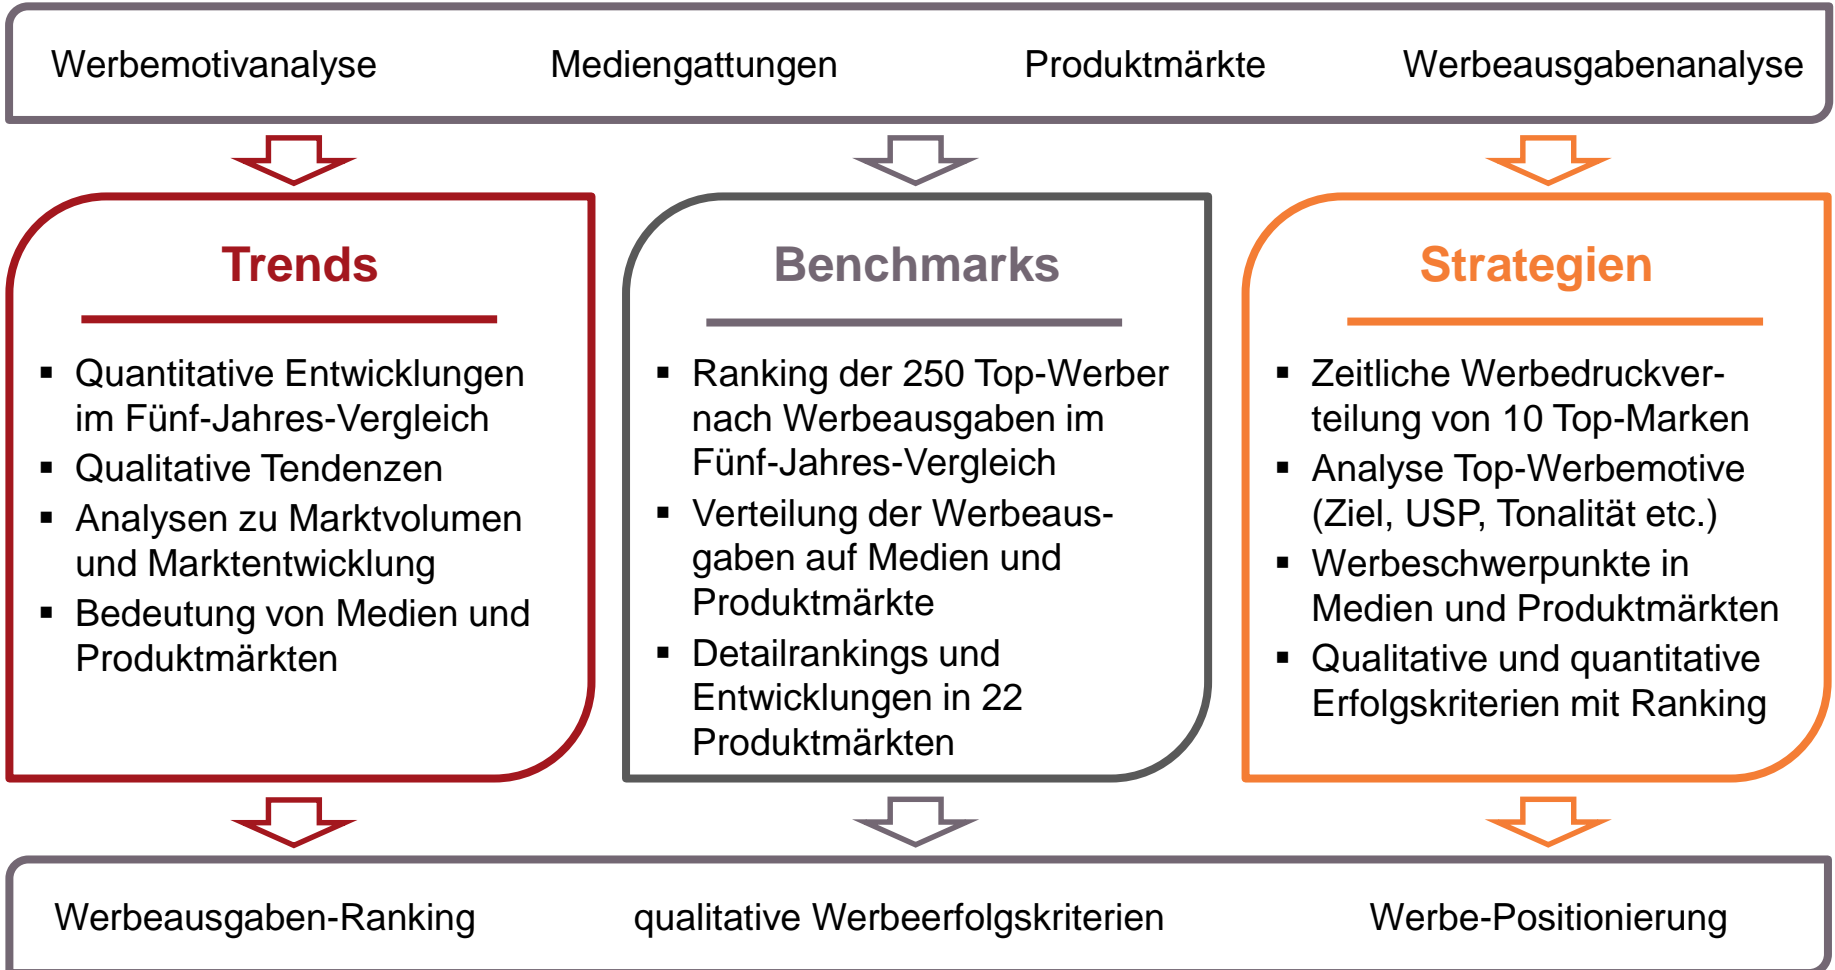 Werbemotivanalyse Mediengattungen Produktmärkte Werbeausgabenanalyse
Trends
▪ Quantitative Entwicklungen
im Fünf-Jahres-Vergleich
▪ Qualitative Tendenzen
▪ Analysen zu Marktvolumen
und Marktentwicklung
▪ Bedeutung von Medien und
Produktmärkten
Benchmarks
▪ Ranking der 250 Top-Werber
nach Werbeausgaben im
Fünf-Jahres-Vergleich
▪ Verteilung der Werbeaus-
gaben auf Medien und
Produktmärkte
▪ Detailrankings und
Entwicklungen in 22
Produktmärkten
Strategien
▪ Zeitliche Werbedruckver-
teilung von 10 Top-Marken
▪ Analyse Top-Werbemotive
(Ziel, USP, Tonalität etc.)
▪ Werbeschwerpunkte in
Medien und Produktmärkten
▪ Qualitative und quantitative
Erfolgskriterien mit Ranking
Werbeausgaben-Ranking qualitative Werbeerfolgskriterien Werbe-Positionierung